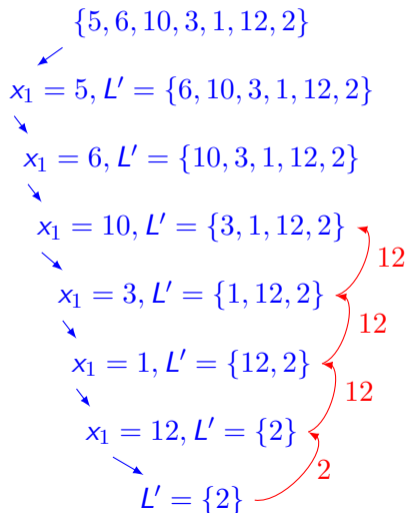 {5, 6, 10, 3, 1, 12, 2}
x₁ = 5, L′ = {6, 10, 3, 1, 12, 2}
x₁ = 6, L′ = {10, 3, 1, 12, 2}
x₁ = 10, L′ = {3, 1, 12, 2}
12
x₁ = 3, L′ = {1, 12, 2}
12
x₁ = 1, L′ = {12, 2}
12
x₁ = 12, L′ = {2}
2
L′ = {2}